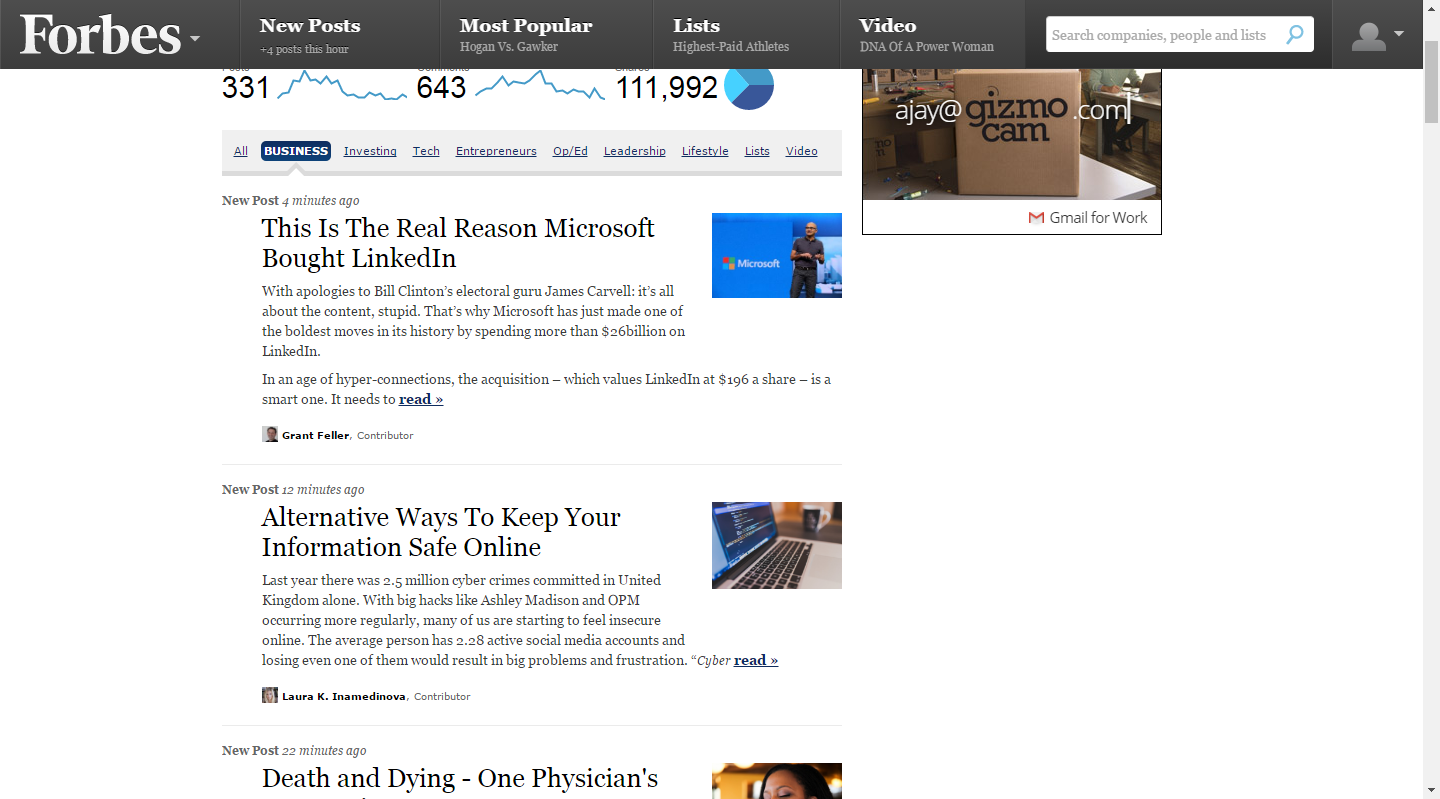 Forbes
New Posts
+4 posts this hour
Most Popular
Hogan Vs. Gawker
Lists
Highest-Paid Athletes
Video
DNA Of A Power Woman
Search companies, people and lists
331
643
111,992
ajay@gizmo cam.com
Gmail for Work
All
BUSINESS
Investing
Tech
Entrepreneurs
Op/Ed
Leadership
Lifestyle
Lists
Video
New Post 4 minutes ago
This Is The Real Reason Microsoft
Bought LinkedIn
Microsoft
With apologies to Bill Clinton’s electoral guru James Carvell: it’s all
about the content, stupid. That’s why Microsoft has just made one of
the boldest moves in its history by spending more than $26billion on
LinkedIn.
In an age of hyper-connections, the acquisition – which values LinkedIn at $196 a share – is a
smart one. It needs to read »
Grant Feller, Contributor
New Post 12 minutes ago
Alternative Ways To Keep Your
Information Safe Online
Last year there was 2.5 million cyber crimes committed in United
Kingdom alone. With big hacks like Ashley Madison and OPM
occurring more regularly, many of us are starting to feel insecure
online. The average person has 2.28 active social media accounts and
losing even one of them would result in big problems and frustration. “Cyber read »
Laura K. Inamedinova, Contributor
New Post 22 minutes ago
Death and Dying - One Physician's